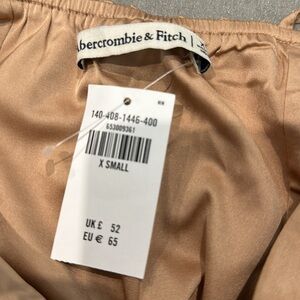 Abercrombie & Fitch
140-408-1446-400
653009361
X SMALL
UK £ 52
EU € 65